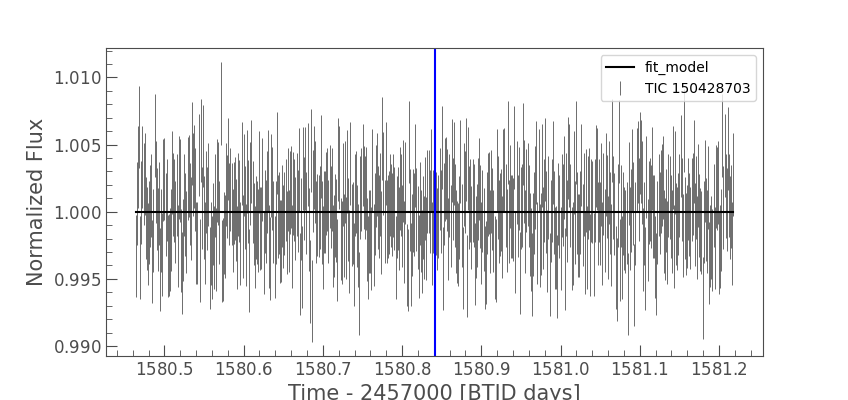 1.010
1.005
1.000
0.995
0.990
Normalized Flux
fit_model
TIC 150428703
1580.5 1580.6 1580.7 1580.8 1580.9 1581.0 1581.1 1581.2
Time - 2457000 [BTJD days]